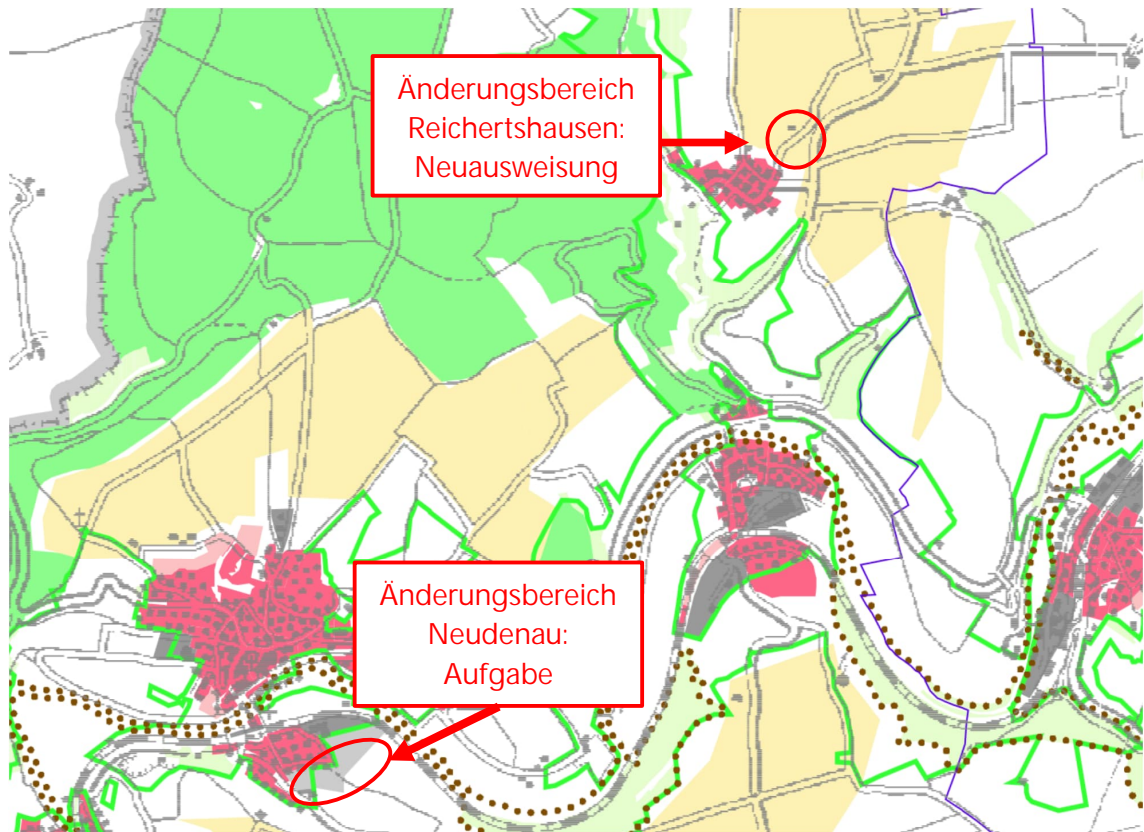 Änderungsbereich
Reichertshausen:
Neuausweisung
Änderungsbereich
Neudenau:
Aufgabe